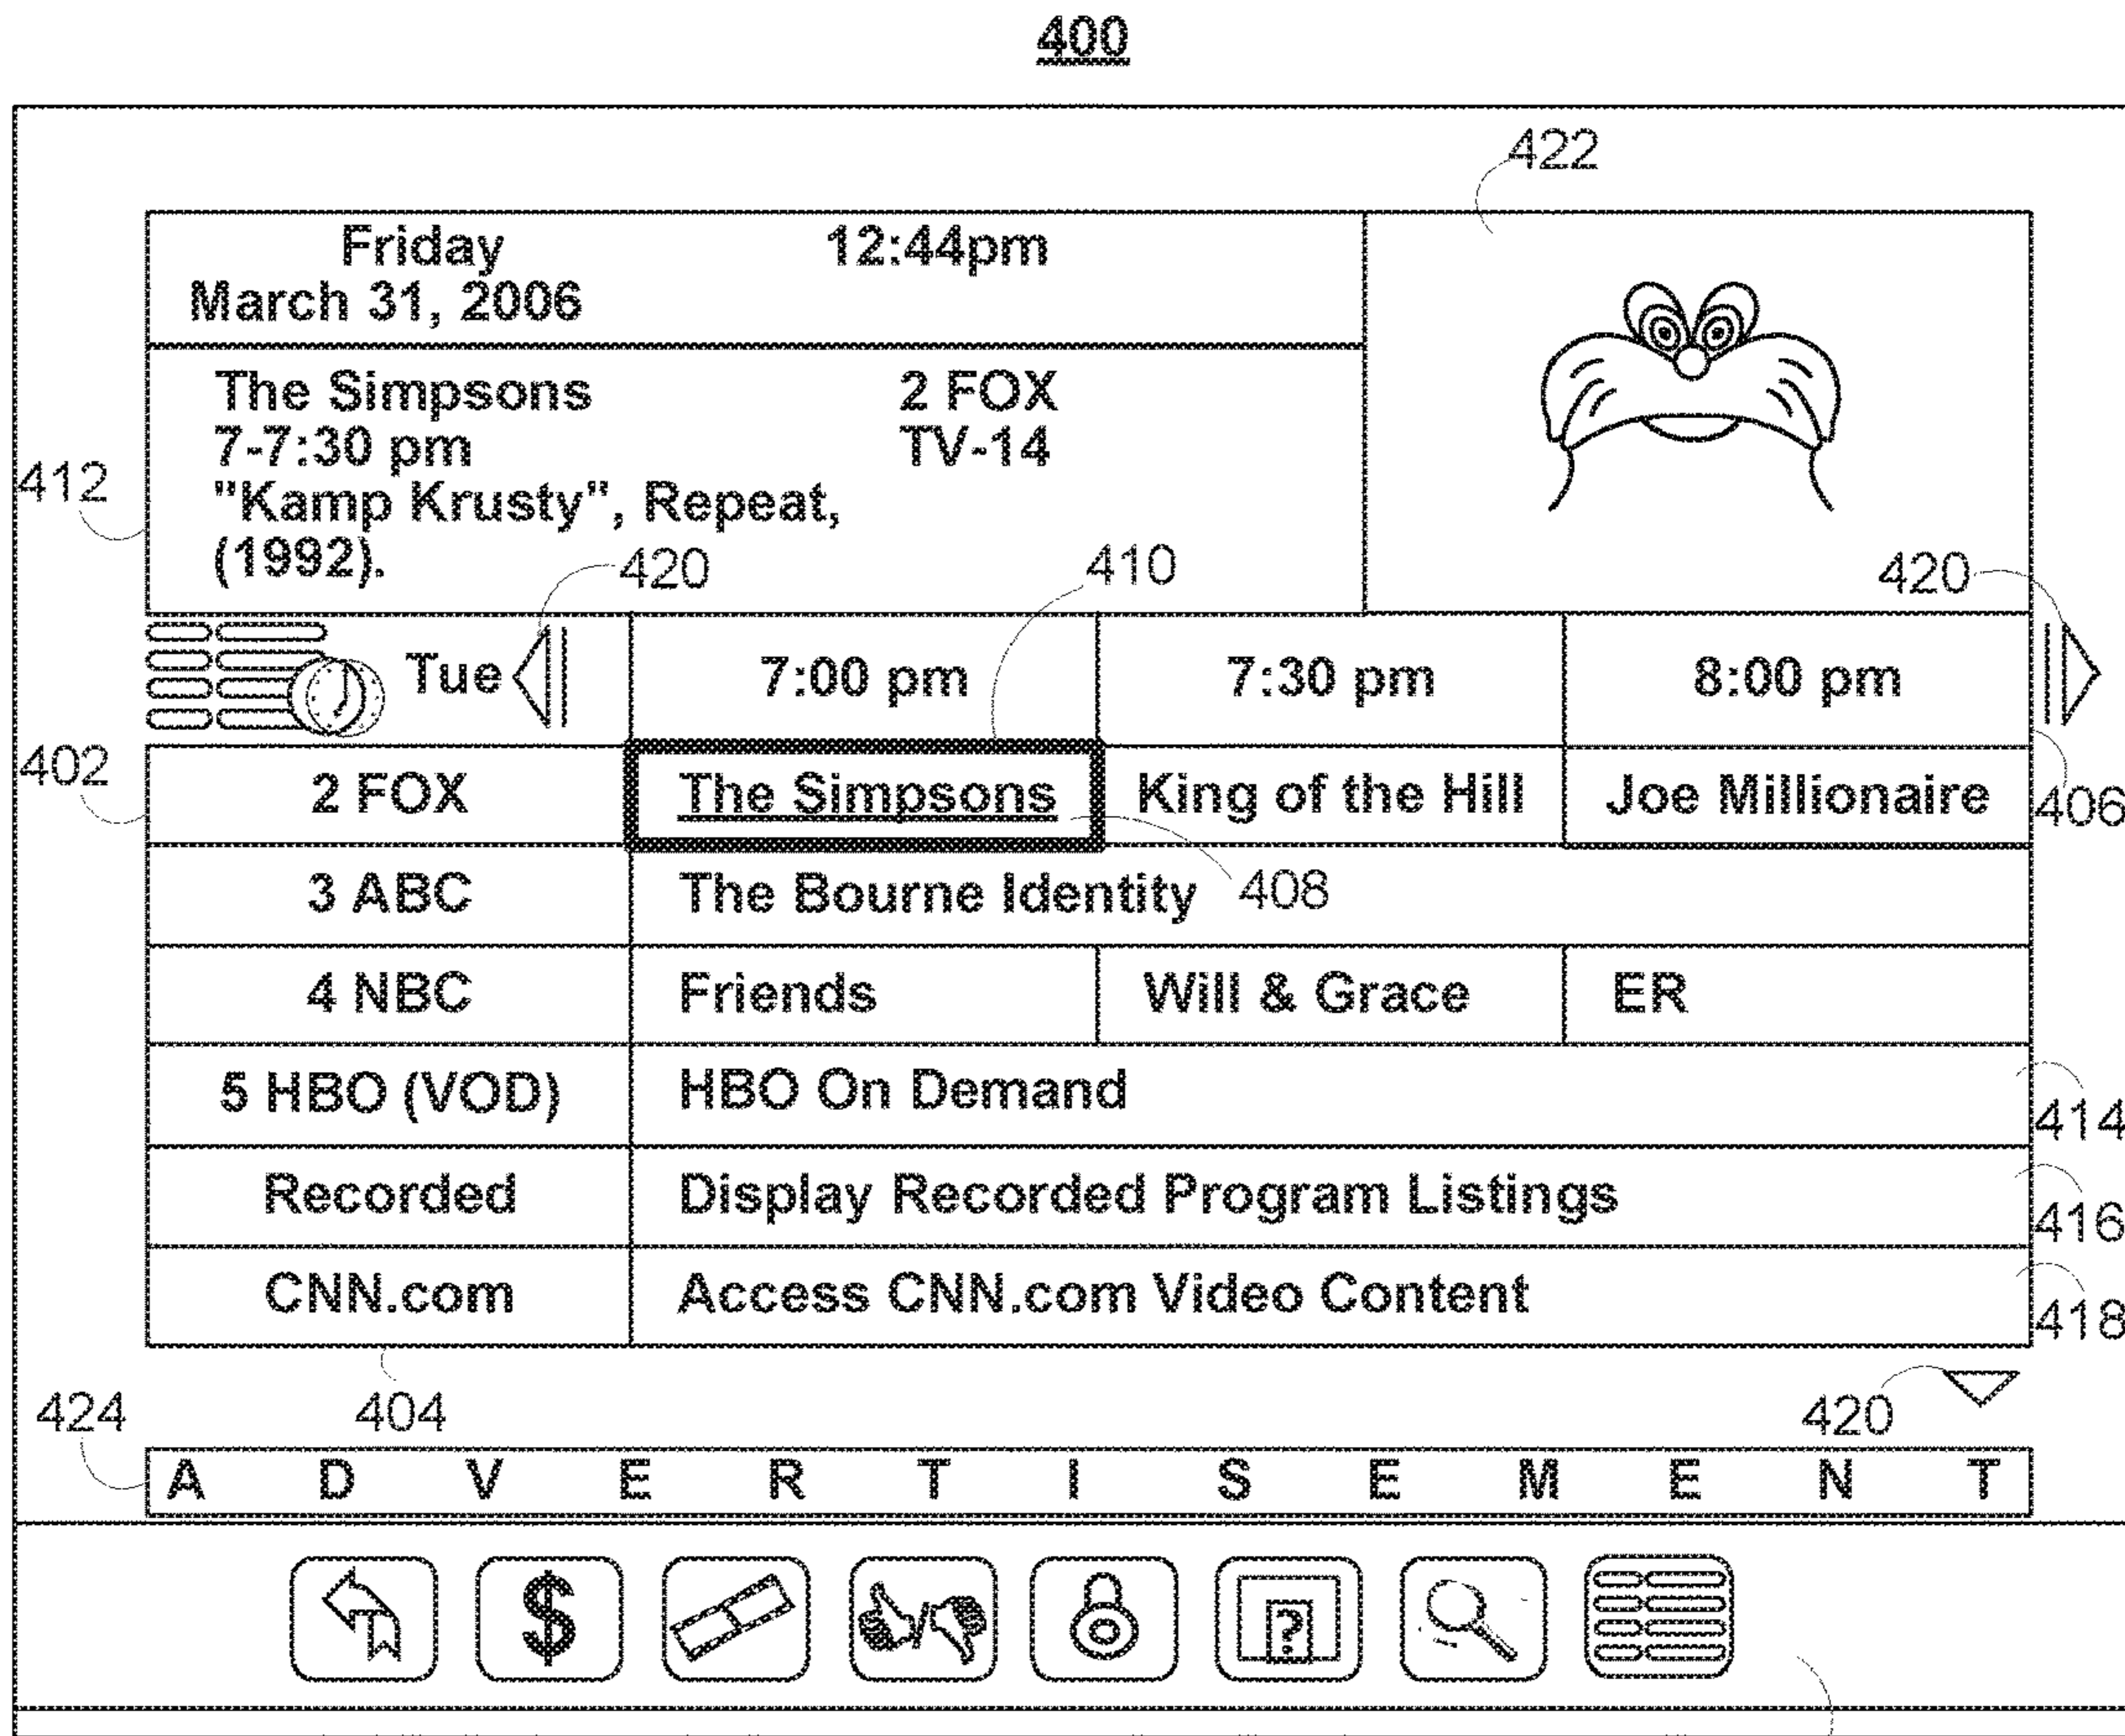 400
422
Friday 12:44pm
March 31, 2006
The Simpsons 2 FOX
7-7:30 pm TV-14
412
"Kamp Krusty", Repeat,
(1992).
420 410 420
Tue 7:00 pm 7:30 pm 8:00 pm
402
2 FOX The Simpsons King of the Hill Joe Millionaire
406
3 ABC The Bourne Identity 408
4 NBC Friends Will & Grace ER
5 HBO (VOD) HBO On Demand
414
Recorded Display Recorded Program Listings
416
CNN.com Access CNN.com Video Content
418
424 404 420
A D V E R T I S E M E N T
$ ?